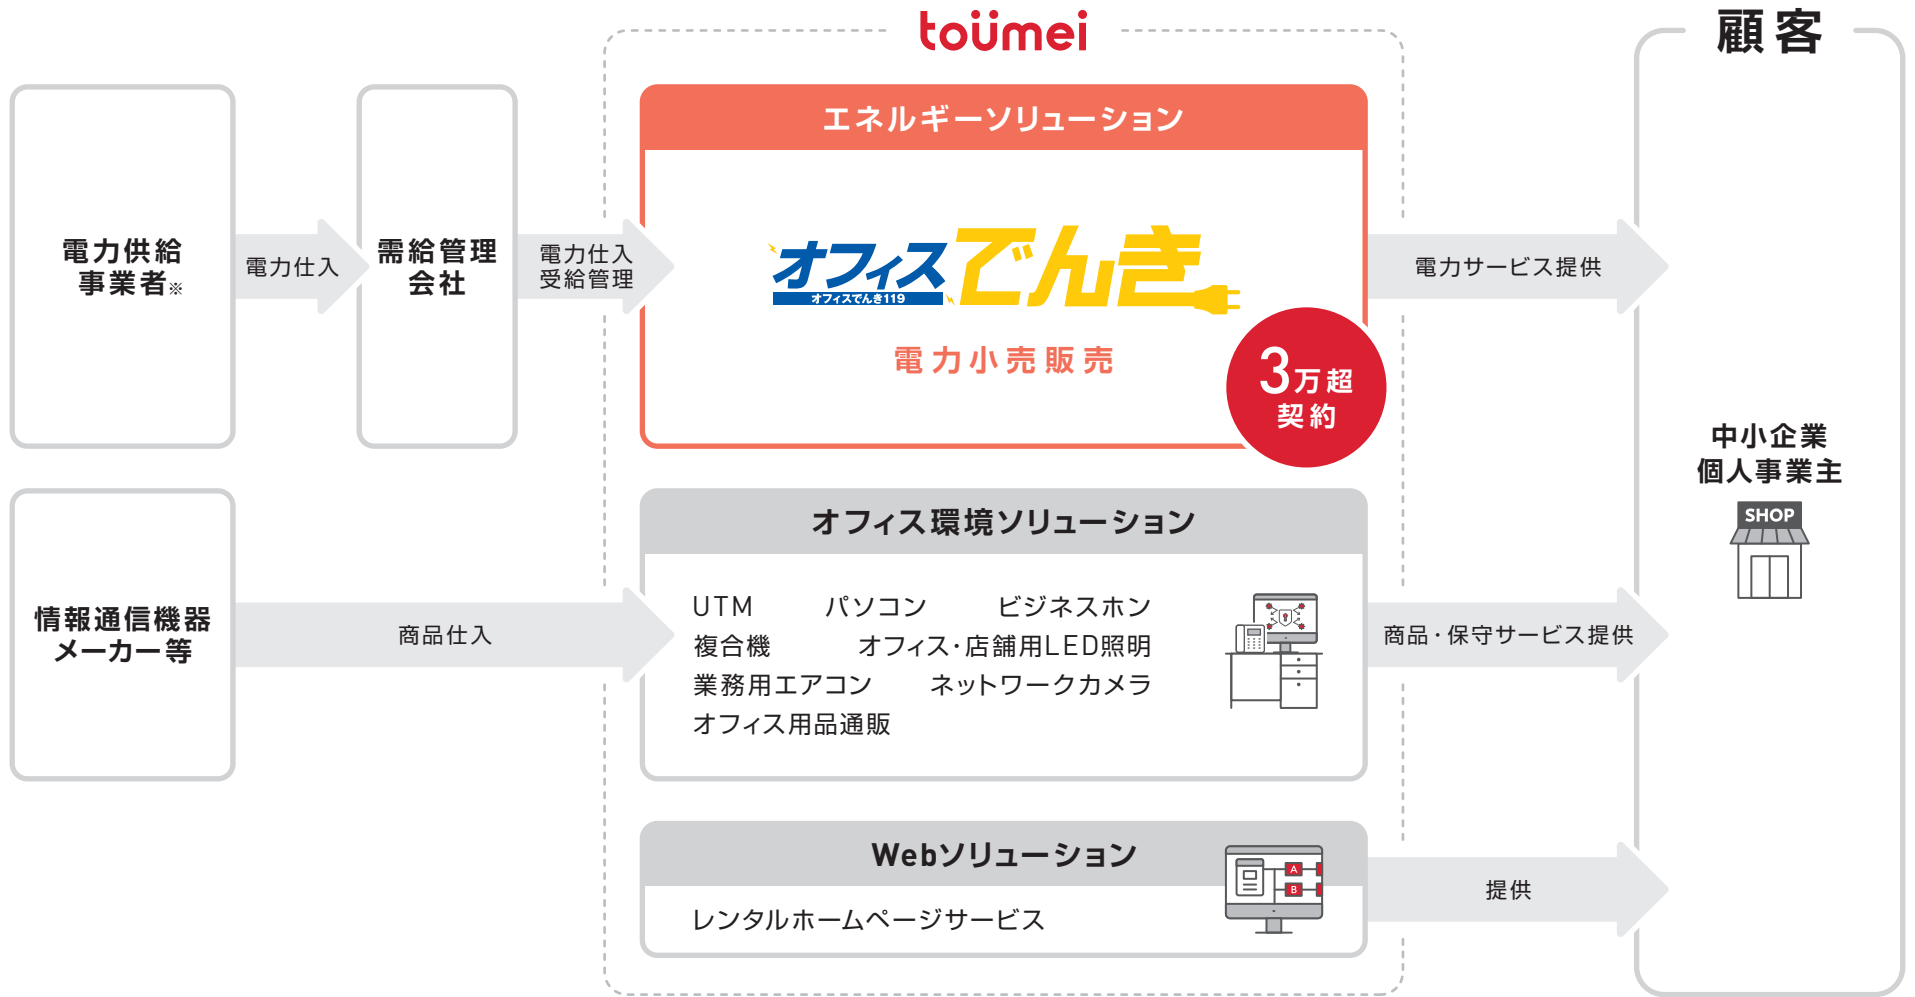 toümei
顧客
電力供給
事業者※
電力仕入
需給管理
会社
電力仕入
受給管理
エネルギーソリューション
オフィスでんき
オフィスでんき119
電力小売販売
3万超
契約
電力サービス提供
中小企業
個人事業主
SHOP
情報通信機器
メーカー等
商品仕入
オフィス環境ソリューション
UTM パソコン ビジネスホン
複合機 オフィス・店舗用LED照明
業務用エアコン ネットワークカメラ
オフィス用品通販
商品・保守サービス提供
Webソリューション
A
B
レンタルホームページサービス
提供